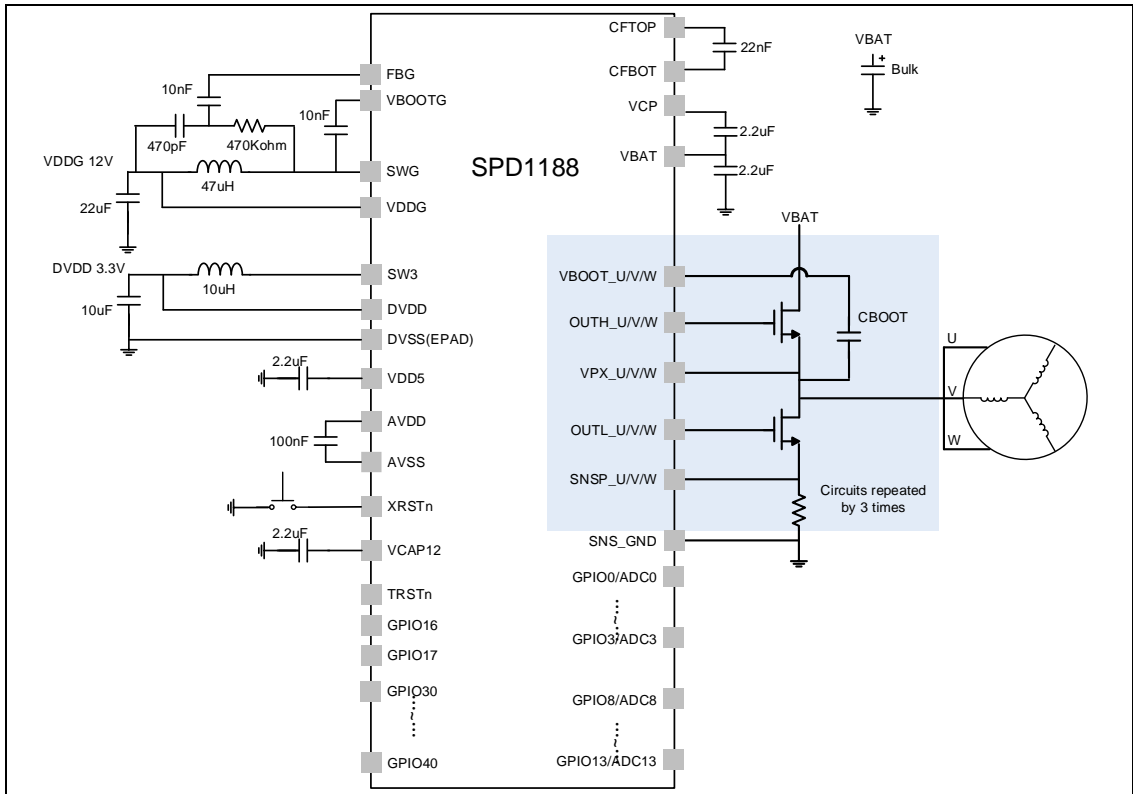 FBG
10nF
VBOOTG
10nF
470pF
470Kohm
VDDG 12V
SWG
47uH
22uF
VDDG
DVDD 3.3V
SW3
10uH
10uF
DVDD
DVSS(EPAD)
2.2uF
VDD5
AVDD
100nF
AVSS
XRSTn
2.2uF
VCAP12
TRSTn
GPIO16
GPIO17
GPIO30
GPIO40
SPD1188
CFTOP
22nF
CFBOT
VCP
2.2uF
VBAT
2.2uF
VBAT
+
Bulk
VBAT
VBOOT_U/V/W
CBOOT
OUTH_U/V/W
VPX_U/V/W
OUTL_U/V/W
SNSP_U/V/W
Circuits repeated
by 3 times
SNS_GND
U
V
W
GPIO0/ADC0
GPIO3/ADC3
GPIO8/ADC8
GPIO13/ADC13